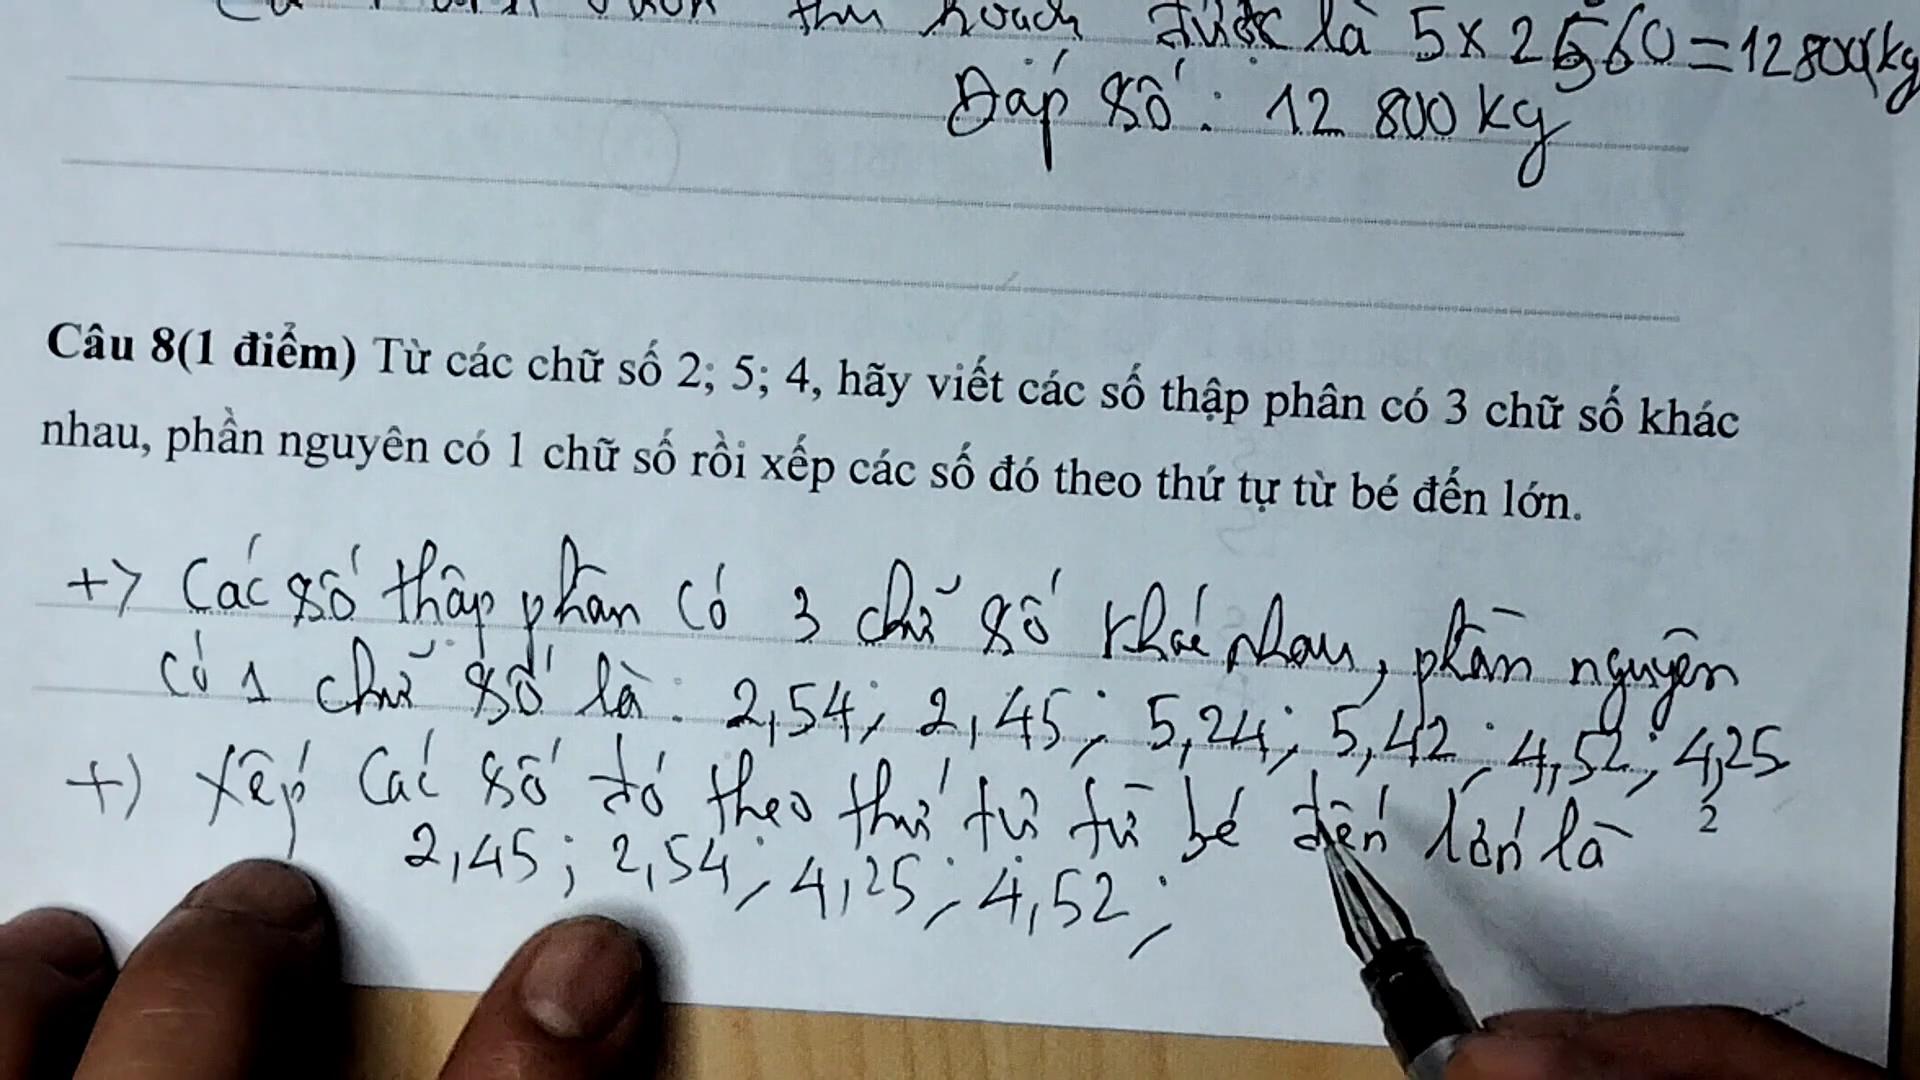 thu hoạch được là 5 x 2560 = 12800(kg
Đáp số : 12 800 kg
Câu 8(1 điểm) Từ các chữ số 2; 5; 4, hãy viết các số thập phân có 3 chữ số khác
nhau, phần nguyên có 1 chữ số rồi xếp các số đó theo thứ tự từ bé đến lớn.
+> Các số thập phân có 3 chữ số khác nhau, phần nguyên
có 1 chữ số là : 2,54; 2,45; 5,24; 5,42; 4,52; 4,25
2
+) Xếp các số đó theo thứ tự từ bé đến lớn là
2,45; 2,54; 4,25; 4,52;